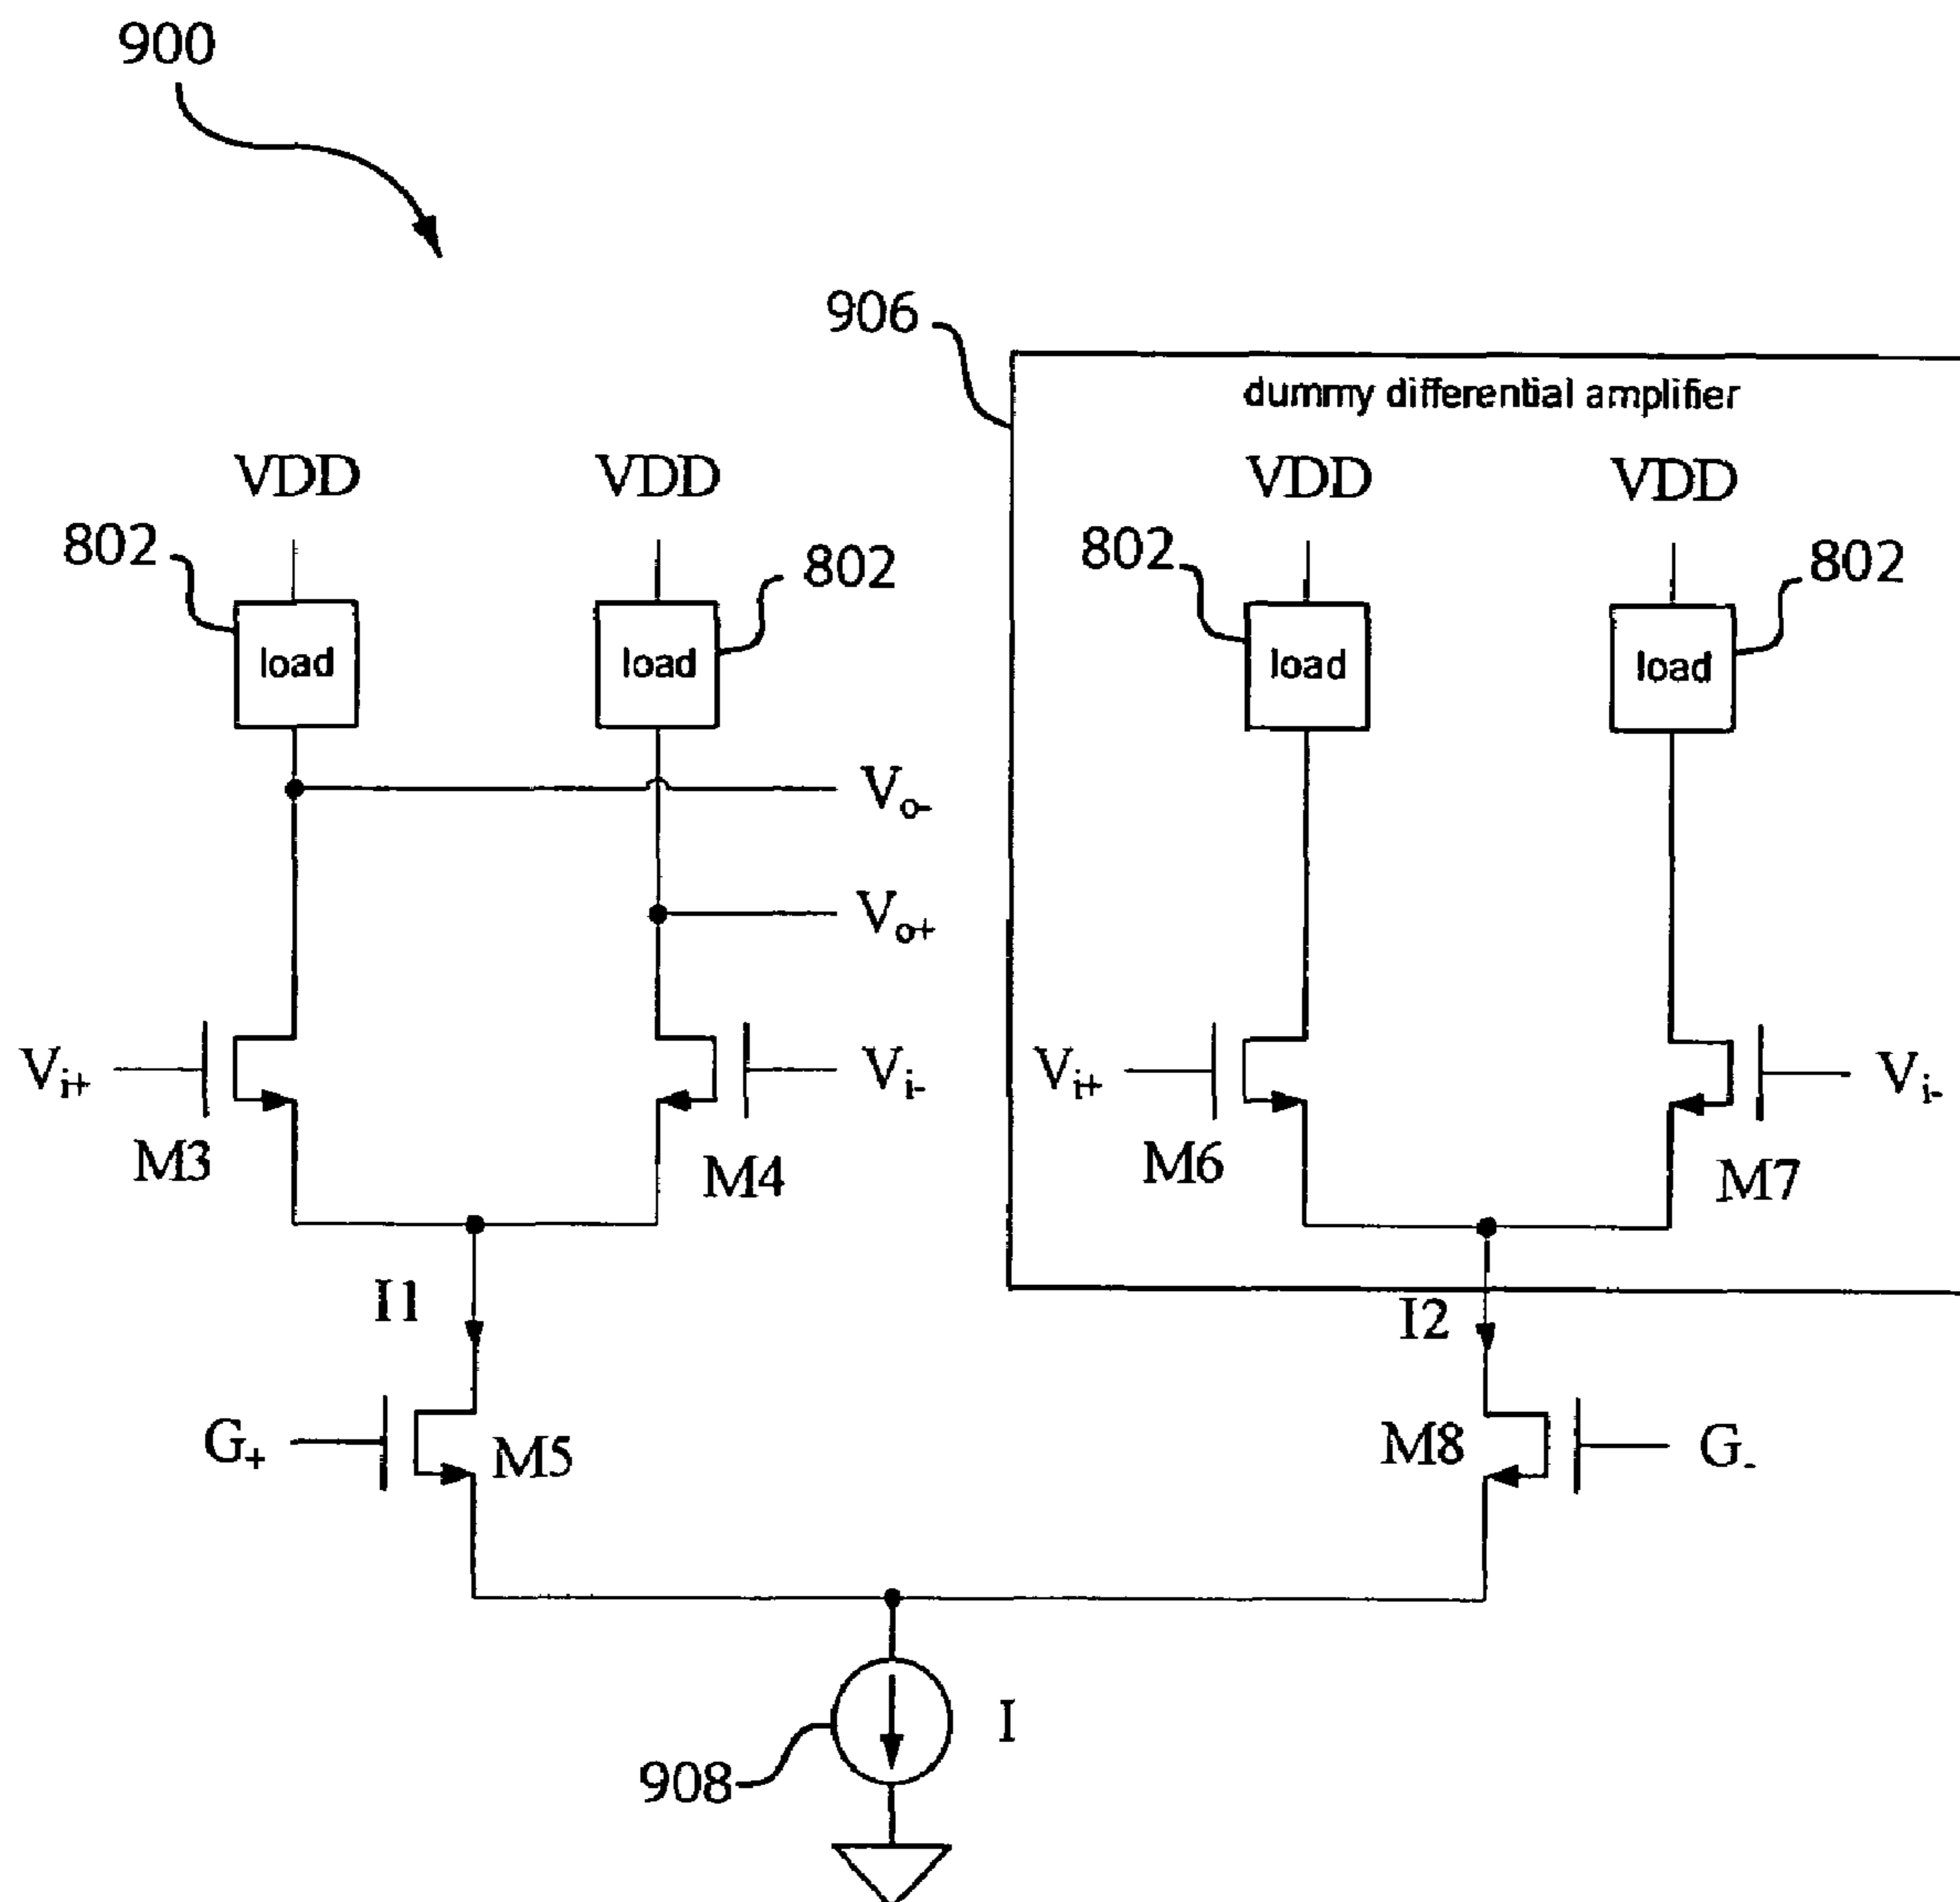 900
906
dummy differential amplifier
VDD VDD VDD VDD
802 802 802 802
load load load load
Vo-
Vo+
Vi+ Vi- Vi+ Vi-
M3 M4 M6 M7
I1 I2
G+ M5 M8 G-
I
908